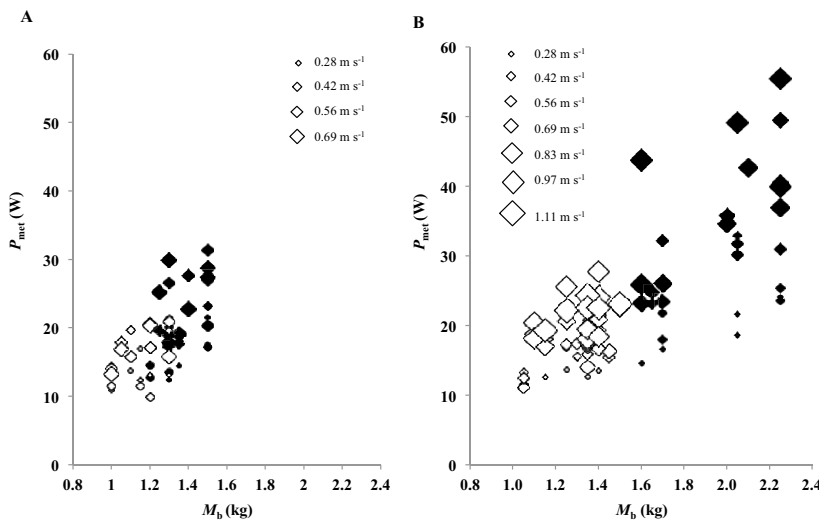 A
0.28 m s-1
0.42 m s-1
0.56 m s-1
0.69 m s-1
60
50
40
30
20
10
0
Pmet (W)
0.8 1 1.2 1.4 1.6 1.8 2 2.2 2.4
Mb (kg)
B
0.28 m s-1
0.42 m s-1
0.56 m s-1
0.69 m s-1
0.83 m s-1
0.97 m s-1
1.11 m s-1
60
50
40
30
20
10
0
Pmet (W)
0.8 1.0 1.2 1.4 1.6 1.8 2.0 2.2 2.4
Mb (kg)